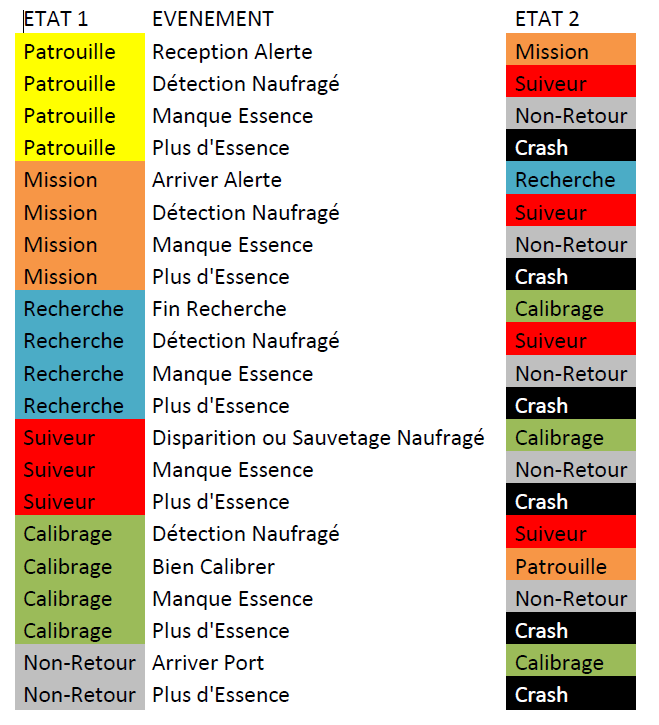 ETAT 1 EVENEMENT ETAT 2
Patrouille Reception Alerte Mission
Patrouille Détection Naufragé Suiveur
Patrouille Manque Essence Non-Retour
Patrouille Plus d'Essence Crash
Mission Arriver Alerte Recherche
Mission Détection Naufragé Suiveur
Mission Manque Essence Non-Retour
Mission Plus d'Essence Crash
Recherche Fin Recherche Calibrage
Recherche Détection Naufragé Suiveur
Recherche Manque Essence Non-Retour
Recherche Plus d'Essence Crash
Suiveur Disparition ou Sauvetage Naufragé Calibrage
Suiveur Manque Essence Non-Retour
Suiveur Plus d'Essence Crash
Calibrage Détection Naufragé Suiveur
Calibrage Bien Calibrer Patrouille
Calibrage Manque Essence Non-Retour
Calibrage Plus d'Essence Crash
Non-Retour Arriver Port Calibrage
Non-Retour Plus d'Essence Crash